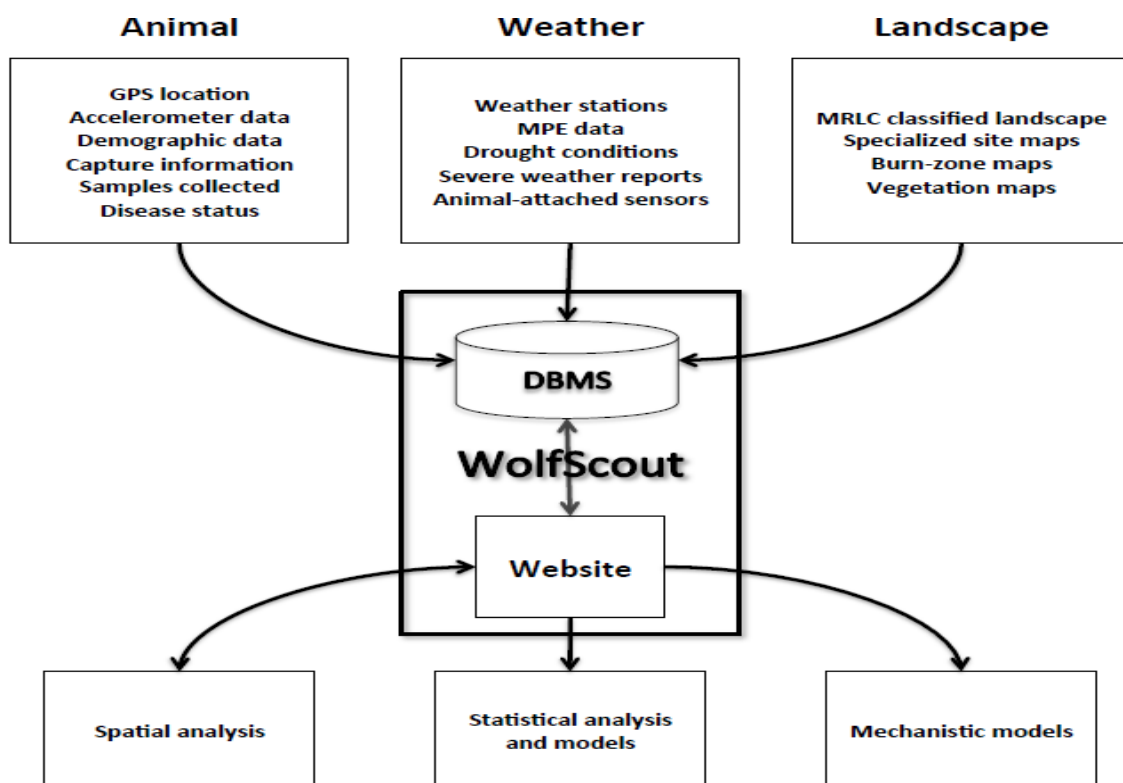 Animal
Weather
Landscape
GPS location
Accelerometer data
Demographic data
Capture information
Samples collected
Disease status
Weather stations
MPE data
Drought conditions
Severe weather reports
Animal-attached sensors
MRLC classified landscape
Specialized site maps
Burn-zone maps
Vegetation maps
DBMS
WolfScout
Website
Spatial analysis
Statistical analysis
and models
Mechanistic models